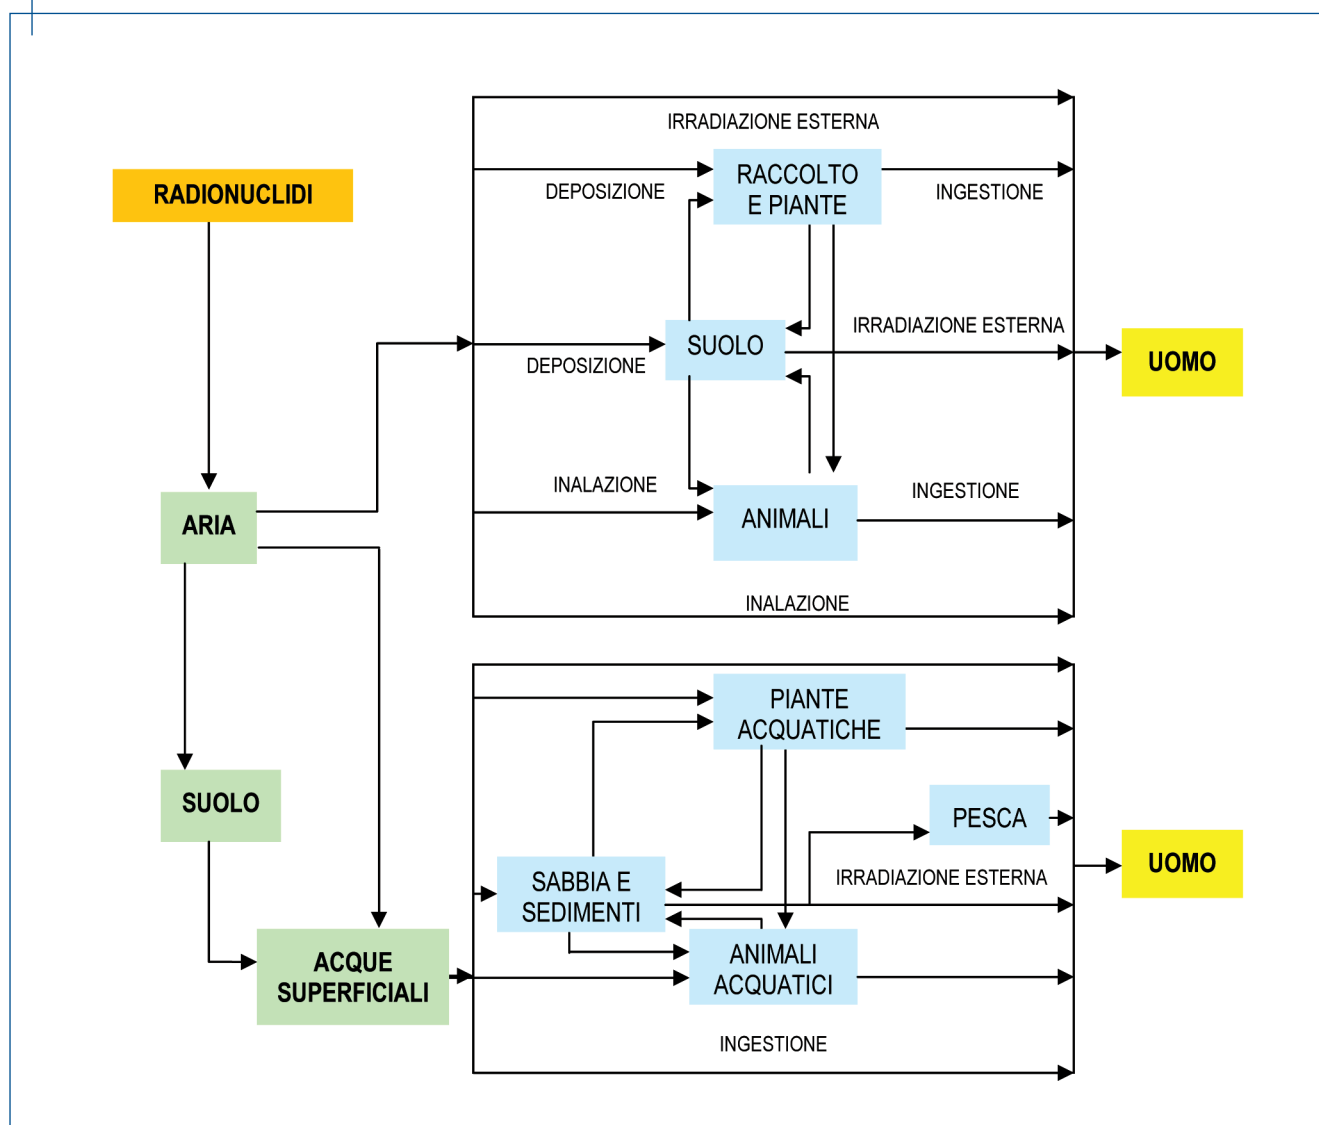 IRRADIAZIONE ESTERNA
RADIONUCLIDI
DEPOSIZIONE
RACCOLTO
E PIANTE
INGESTIONE
IRRADIAZIONE ESTERNA
DEPOSIZIONE
SUOLO
UOMO
ARIA
INALAZIONE
ANIMALI
INGESTIONE
INALAZIONE
PIANTE
ACQUATICHE
SUOLO
PESCA
SABBIA E
SEDIMENTI
IRRADIAZIONE ESTERNA
UOMO
ACQUE
SUPERFICIALI
ANIMALI
ACQUATICI
INGESTIONE